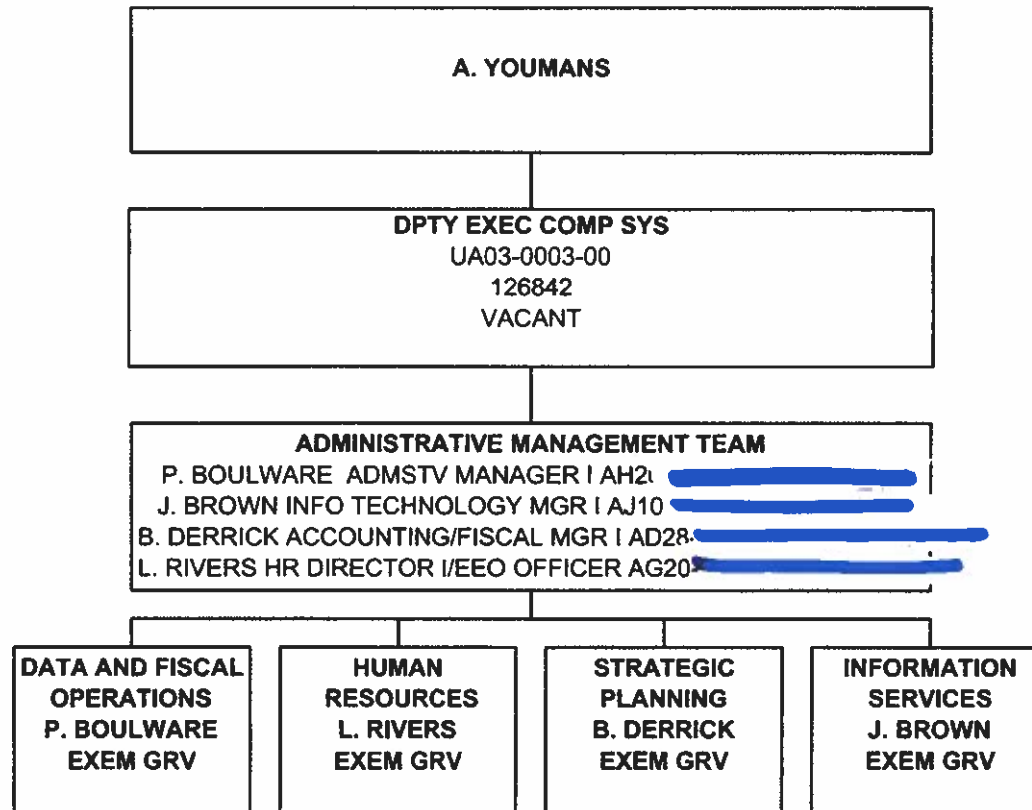 A. YOUMANS
DPTY EXEC COMP SYS
UA03-0003-00
126842
VACANT
ADMINISTRATIVE MANAGEMENT TEAM
P. BOULWARE ADMSTV MANAGER I
J. BROWN INFO TECHNOLOGY MGR I AJ10
B. DERRICK ACCOUNTING/FISCAL MGR I AD28
L. RIVERS HR DIRECTOR I/EEO OFFICER AG20
DATA AND FISCAL
OPERATIONS
P. BOULWARE
EXEM GRV
HUMAN
RESOURCES
L. RIVERS
EXEM GRV
STRATEGIC
PLANNING
B. DERRICK
EXEM GRV
INFORMATION
SERVICES
J. BROWN
EXEM GRV